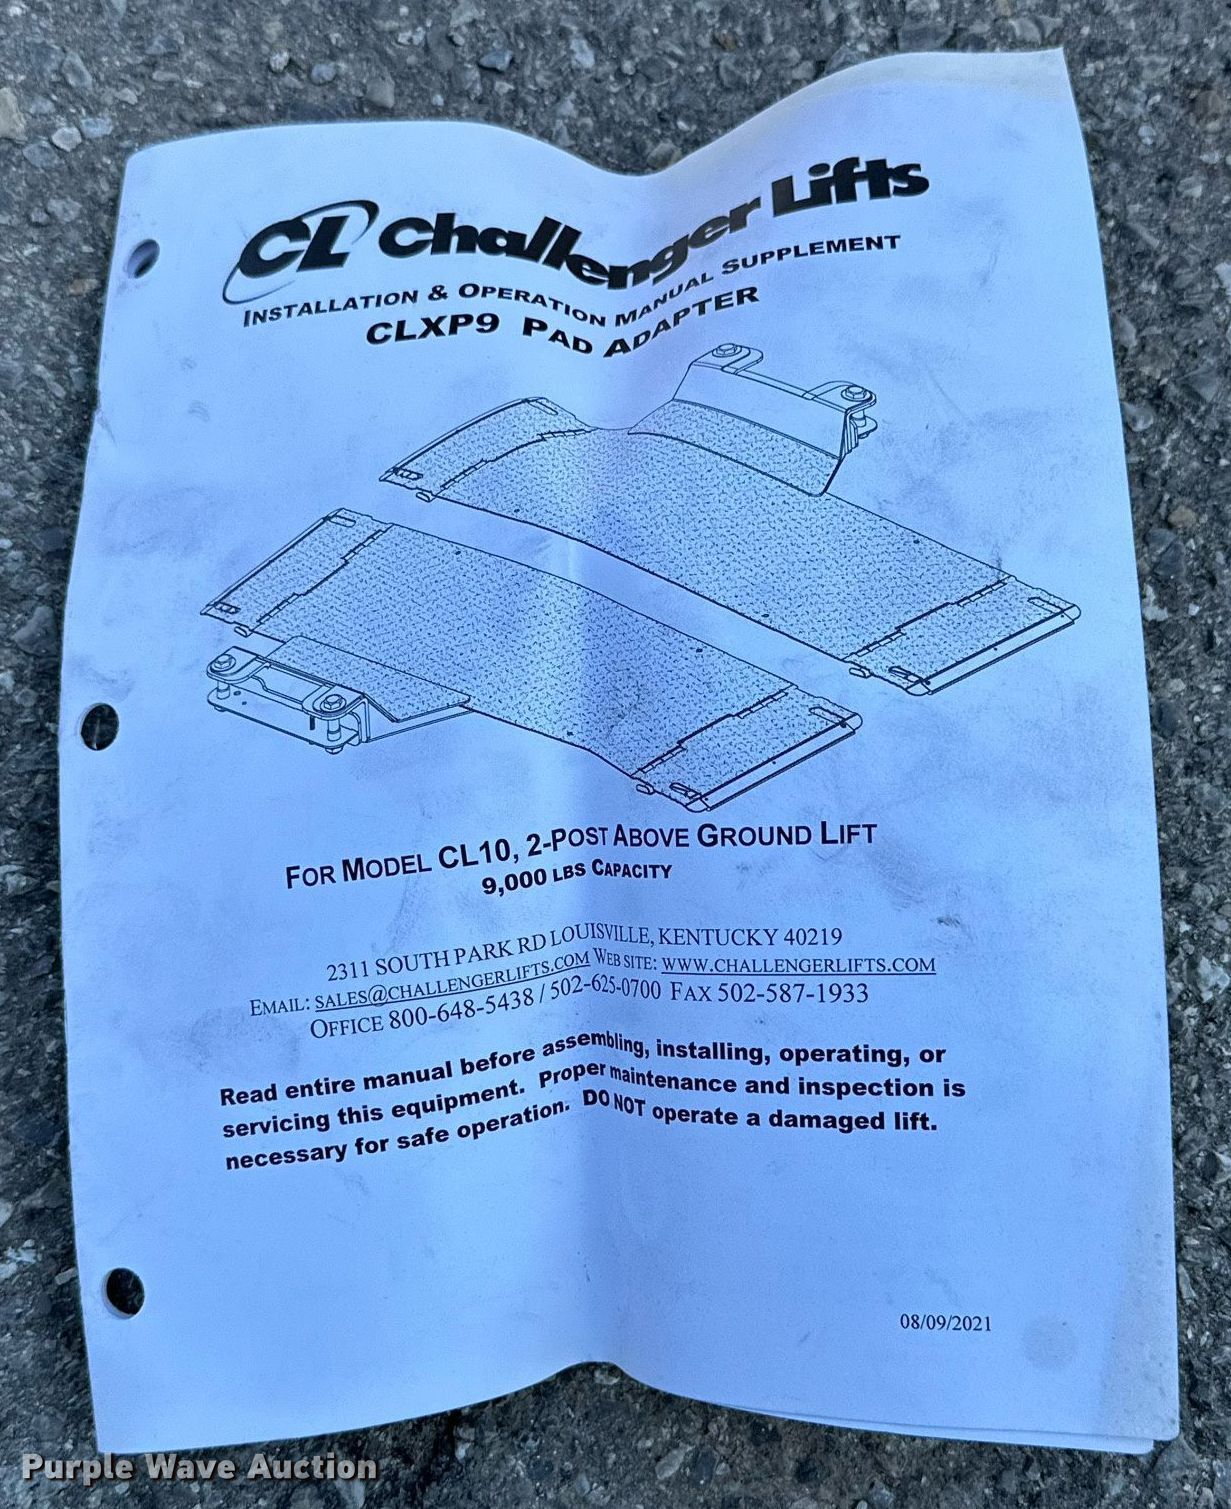 CL Challenger Lifts
INSTALLATION & OPERATION MANUAL SUPPLEMENT
CLXP9 PAD ADAPTER
FOR MODEL CL10, 2-POST ABOVE GROUND LIFT
9,000 LBS CAPACITY
2311 SOUTH PARK RD LOUISVILLE, KENTUCKY 40219
EMAIL: SALES@CHALLENGERLIFTS.COM WEB SITE: WWW.CHALLENGERLIFTS.COM
OFFICE 800-648-5438 / 502-625-0700 FAX 502-587-1933
Read entire manual before assembling, installing, operating, or
servicing this equipment. Proper maintenance and inspection is
necessary for safe operation. DO NOT operate a damaged lift.
08/09/2021
Purple Wave Auction